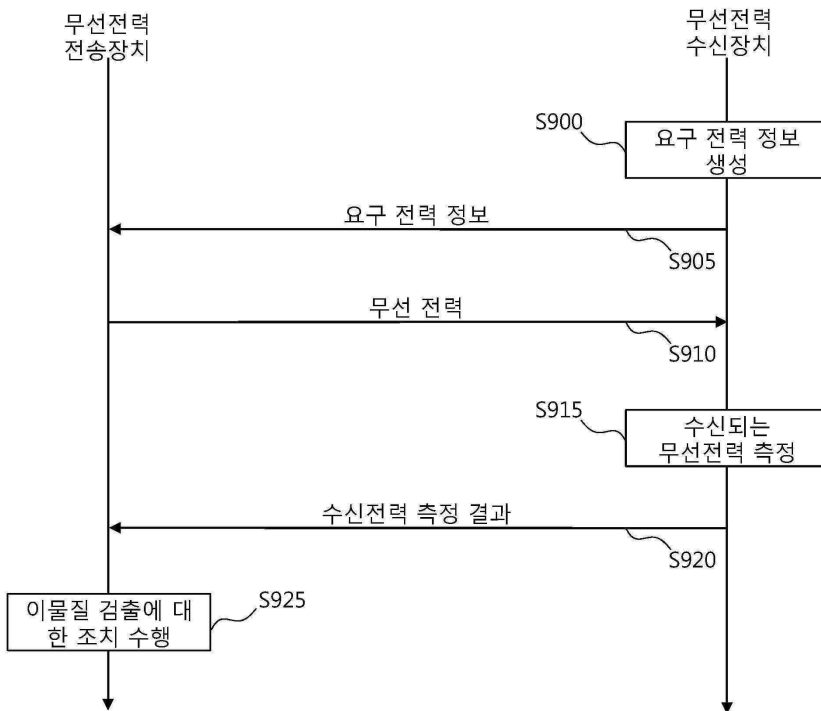 무선전력
전송장치
무선전력
수신장치
S900
요구 전력 정보
생성
요구 전력 정보
S905
무선 전력
S910
S915
수신되는
무선전력 측정
수신전력 측정 결과
S920
이물질 검출에 대
한 조치 수행
S925